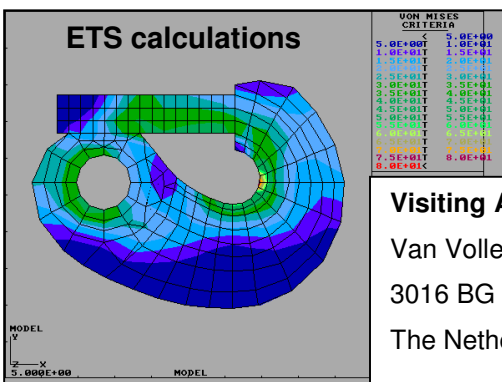 ETS calculations
VON MISES
CRITERIA
< 5.0E+00
5.0E+00T 1.0E+01
1.0E+01T 1.5E+01
1.5E+01T 2.0E+01
2.5E+01T 3.0E+01
3.0E+01T 3.5E+01
3.5E+01T 4.0E+01
4.0E+01T 4.5E+01
4.5E+01T 5.0E+01
5.0E+01T 5.5E+01
6.0E+01T 6.5E+01
7.5E+01T 8.0E+01
8.0E+01<
Visiting A
Van Volle
3016 BG
The Nethe
MODEL
Y
Z X
5.000E+00 MODEL